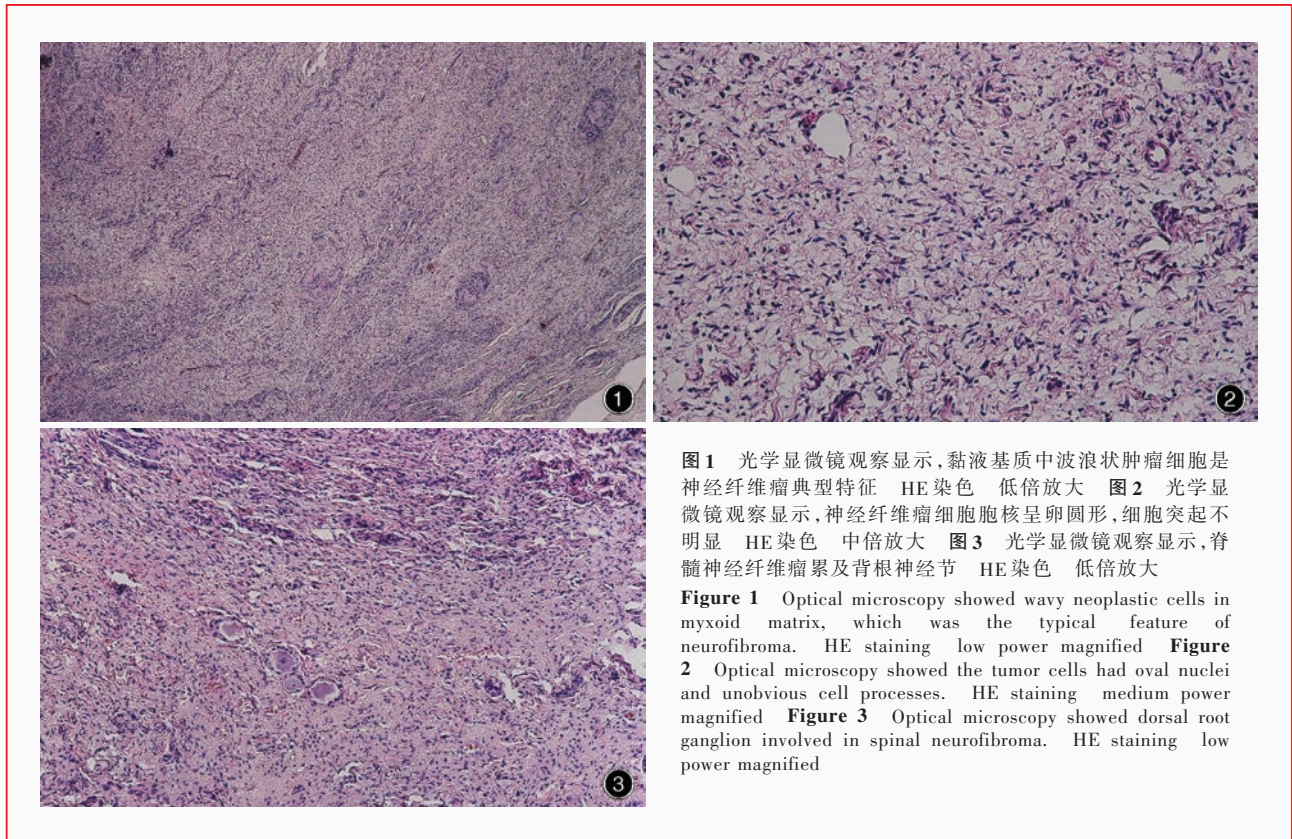 1
2
3
图1 光学显微镜观察显示,黏液基质中波浪状肿瘤细胞是
神经纤维瘤典型特征 HE染色 低倍放大 图2 光学显
微镜观察显示,神经纤维瘤细胞胞核呈卵圆形,细胞突起不
明显 HE染色 中倍放大 图3 光学显微镜观察显示,脊
髓神经纤维瘤累及背根神经节 HE染色 低倍放大
Figure 1 Optical microscopy showed wavy neoplastic cells in
myxoid matrix, which was the typical feature of
neurofibroma. HE staining low power magnified Figure
2 Optical microscopy showed the tumor cells had oval nuclei
and unobvious cell processes. HE staining medium power
magnified Figure 3 Optical microscopy showed dorsal root
ganglion involved in spinal neurofibroma. HE staining low
power magnified